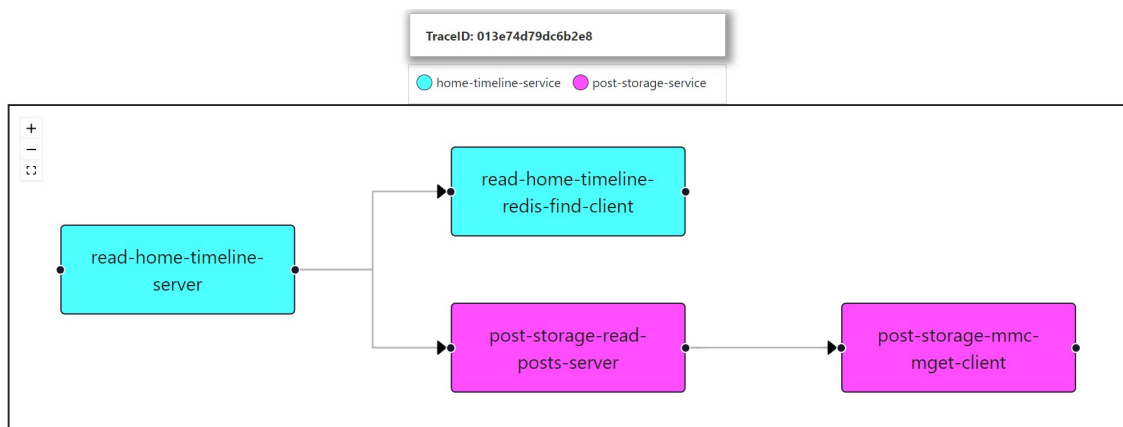 TraceID: 013e74d79dc6b2e8
home-timeline-service
post-storage-service
read-home-timeline-
redis-find-client
read-home-timeline-
server
post-storage-read-
posts-server
post-storage-mmc-
mget-client